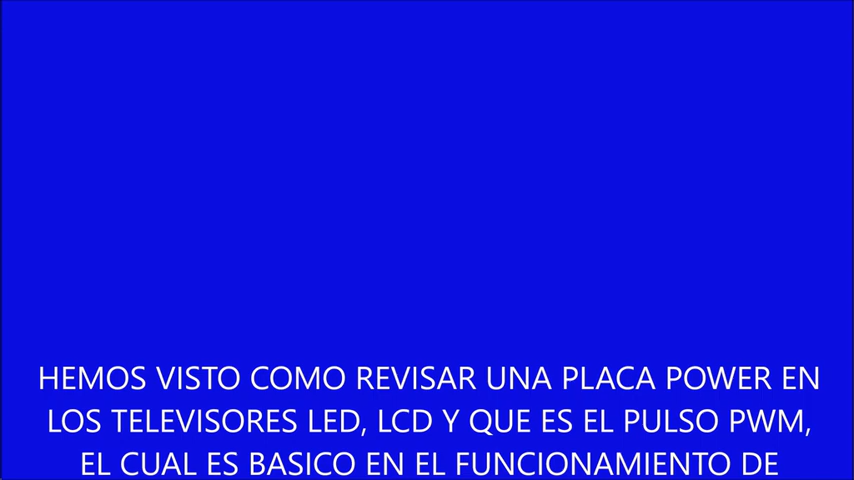 HEMOS VISTO COMO REVISAR UNA PLACA POWER EN
LOS TELEVISORES LED, LCD Y QUE ES EL PULSO PWM,
EL CUAL ES BASICO EN EL FUNCIONAMIENTO DE